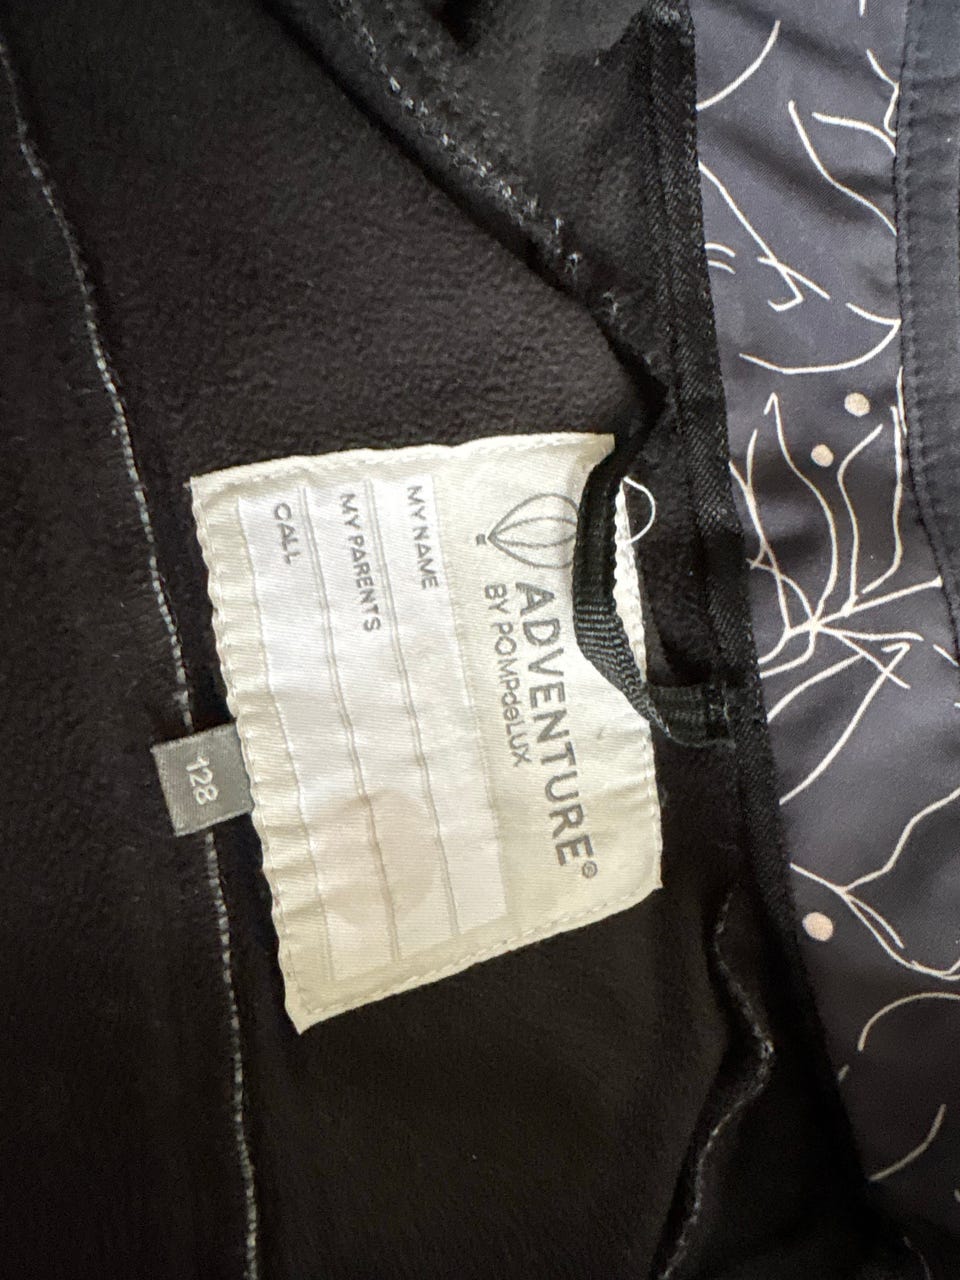 ADVENTURE®
BY POMPdeLUX
MY NAME
MY PARENTS
CALL
128